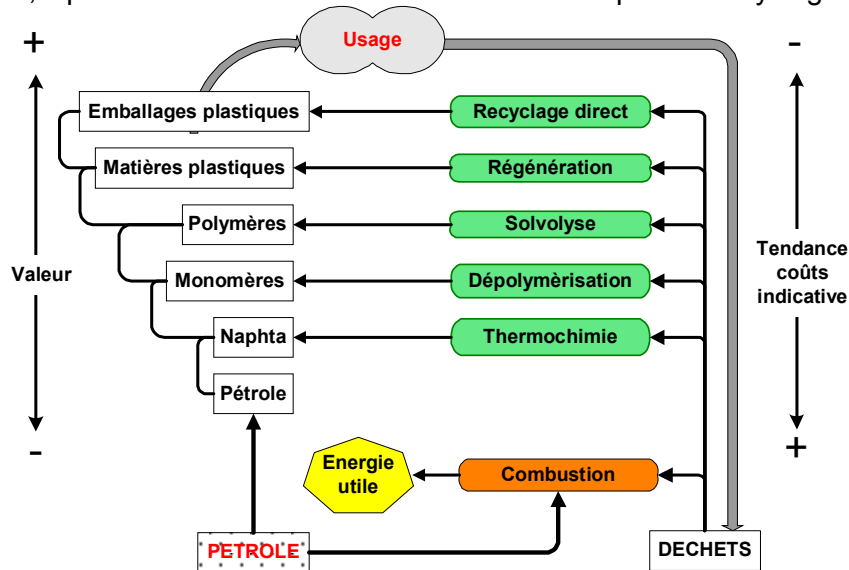 +
Usage
-
Emballages plastiques
Recyclage direct
Matières plastiques
Régénération
Polymères
Solvolyse
Valeur
Tendance
coûts
indicative
Monomères
Dépolymèrisation
Naphta
Thermochimie
Pétrole
-
+
Energie
utile
Combustion
PETROLE
DECHETS